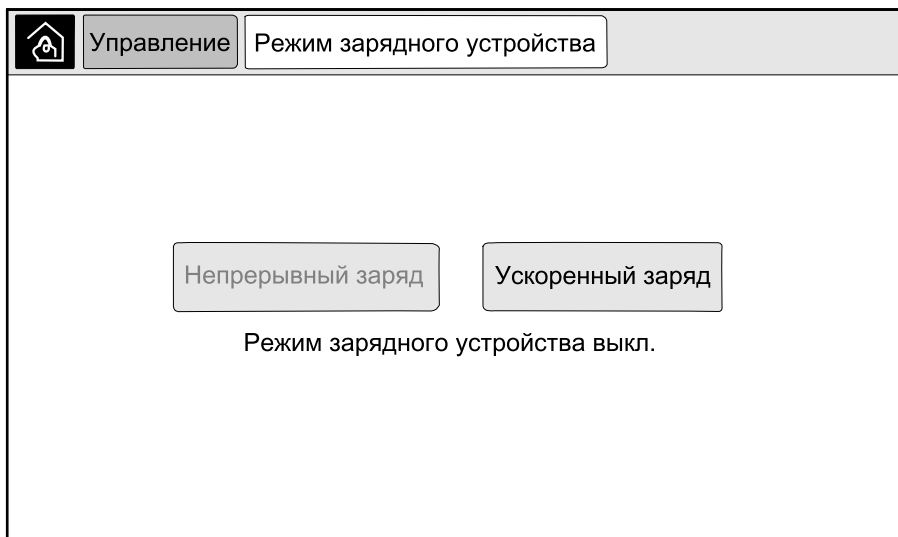 Управление
Режим зарядного устройства
Непрерывный заряд
Ускоренный заряд
Режим зарядного устройства выкл.